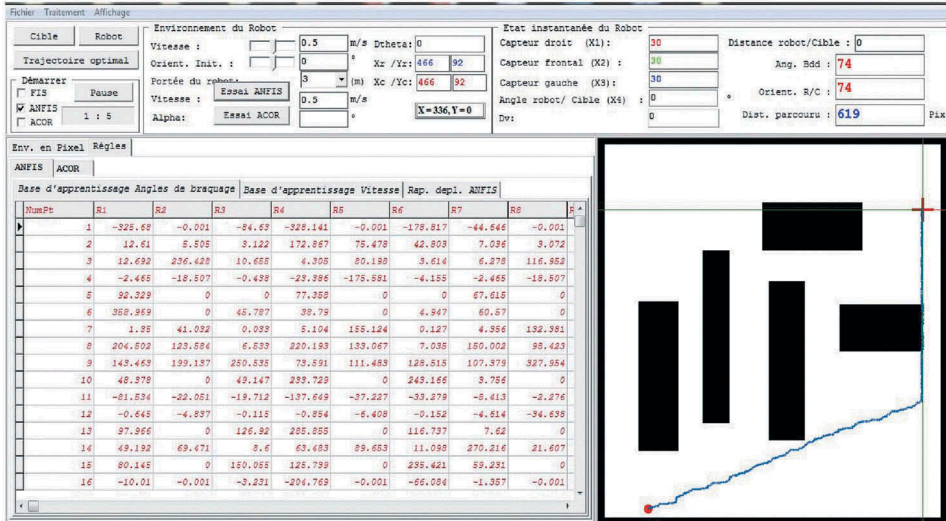 Fichier Traitement Affichage
Cible Robot
Trajectoire optimal
Démarrer
FIS
ANFIS
ACOR
Pause
1 : 5
Environnement du Robot
Vitesse : 0.5 m/s Dtheta: 0
Orient. Init. : 0 ° Xr /Yr: 466 92
Portée du robot: 3 (m) Xc /Yc: 466 92
Vitesse : Essai ANFIS 0.5 m/s
Alpha: Essai ACOR ° X = 336, Y = 0
Etat instantanée du Robot
Capteur droit (X1): 30 Distance robot/Cible : 0
Capteur frontal (X2) : 30 Ang. Bdd : 74
Capteur gauche (X3): 30 Orient. R/C : 74
Angle robot/ Cible (X4) : 0 °
Dv: 0 Dist. parcouru : 619 Pix
Env. en Pixel Régles
ANFIS ACOR
Base d'apprentissage Angles de braquage Base d'apprentissage Vitesse Rap. depl. ANFIS
NumPt R1 R2 R3 R4 R5 R6 R7 R8
1 -325.68 -0.001 -84.63 -328.141 -0.001 -178.817 -44.646 -0.001
2 12.61 5.505 3.122 172.867 75.478 42.803 7.036 3.072
3 12.692 236.428 10.655 4.305 80.198 3.614 6.278 116.952
4 -2.465 -18.507 -0.438 -23.386 -175.581 -4.155 -2.465 -18.507
5 92.329 0 0 77.358 0 0 67.615 0
6 358.969 0 45.787 38.79 0 4.947 60.57 0
7 1.35 41.032 0.033 5.104 155.124 0.127 4.356 132.381
8 204.502 123.584 6.533 220.193 133.067 7.035 150.002 98.423
9 143.463 199.137 250.535 73.591 111.483 128.515 107.379 327.954
10 48.378 0 49.147 233.729 0 243.166 3.756 0
11 -81.534 -22.051 -19.712 -137.649 -37.227 -33.279 -8.413 -2.276
12 -0.645 -4.837 -0.115 -0.854 -6.408 -0.152 -4.614 -34.638
13 97.966 0 126.92 285.855 0 116.737 7.62 0
14 49.192 69.471 8.6 63.483 89.653 11.098 270.216 21.607
15 80.145 0 150.055 125.739 0 235.421 59.231 0
16 -10.01 -0.001 -3.231 -204.769 -0.001 -66.084 -1.357 -0.001